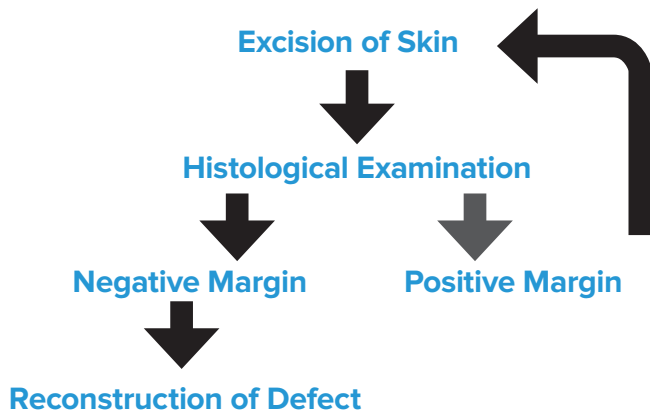 Excision of Skin
Histological Examination
Negative Margin
Positive Margin
Reconstruction of Defect